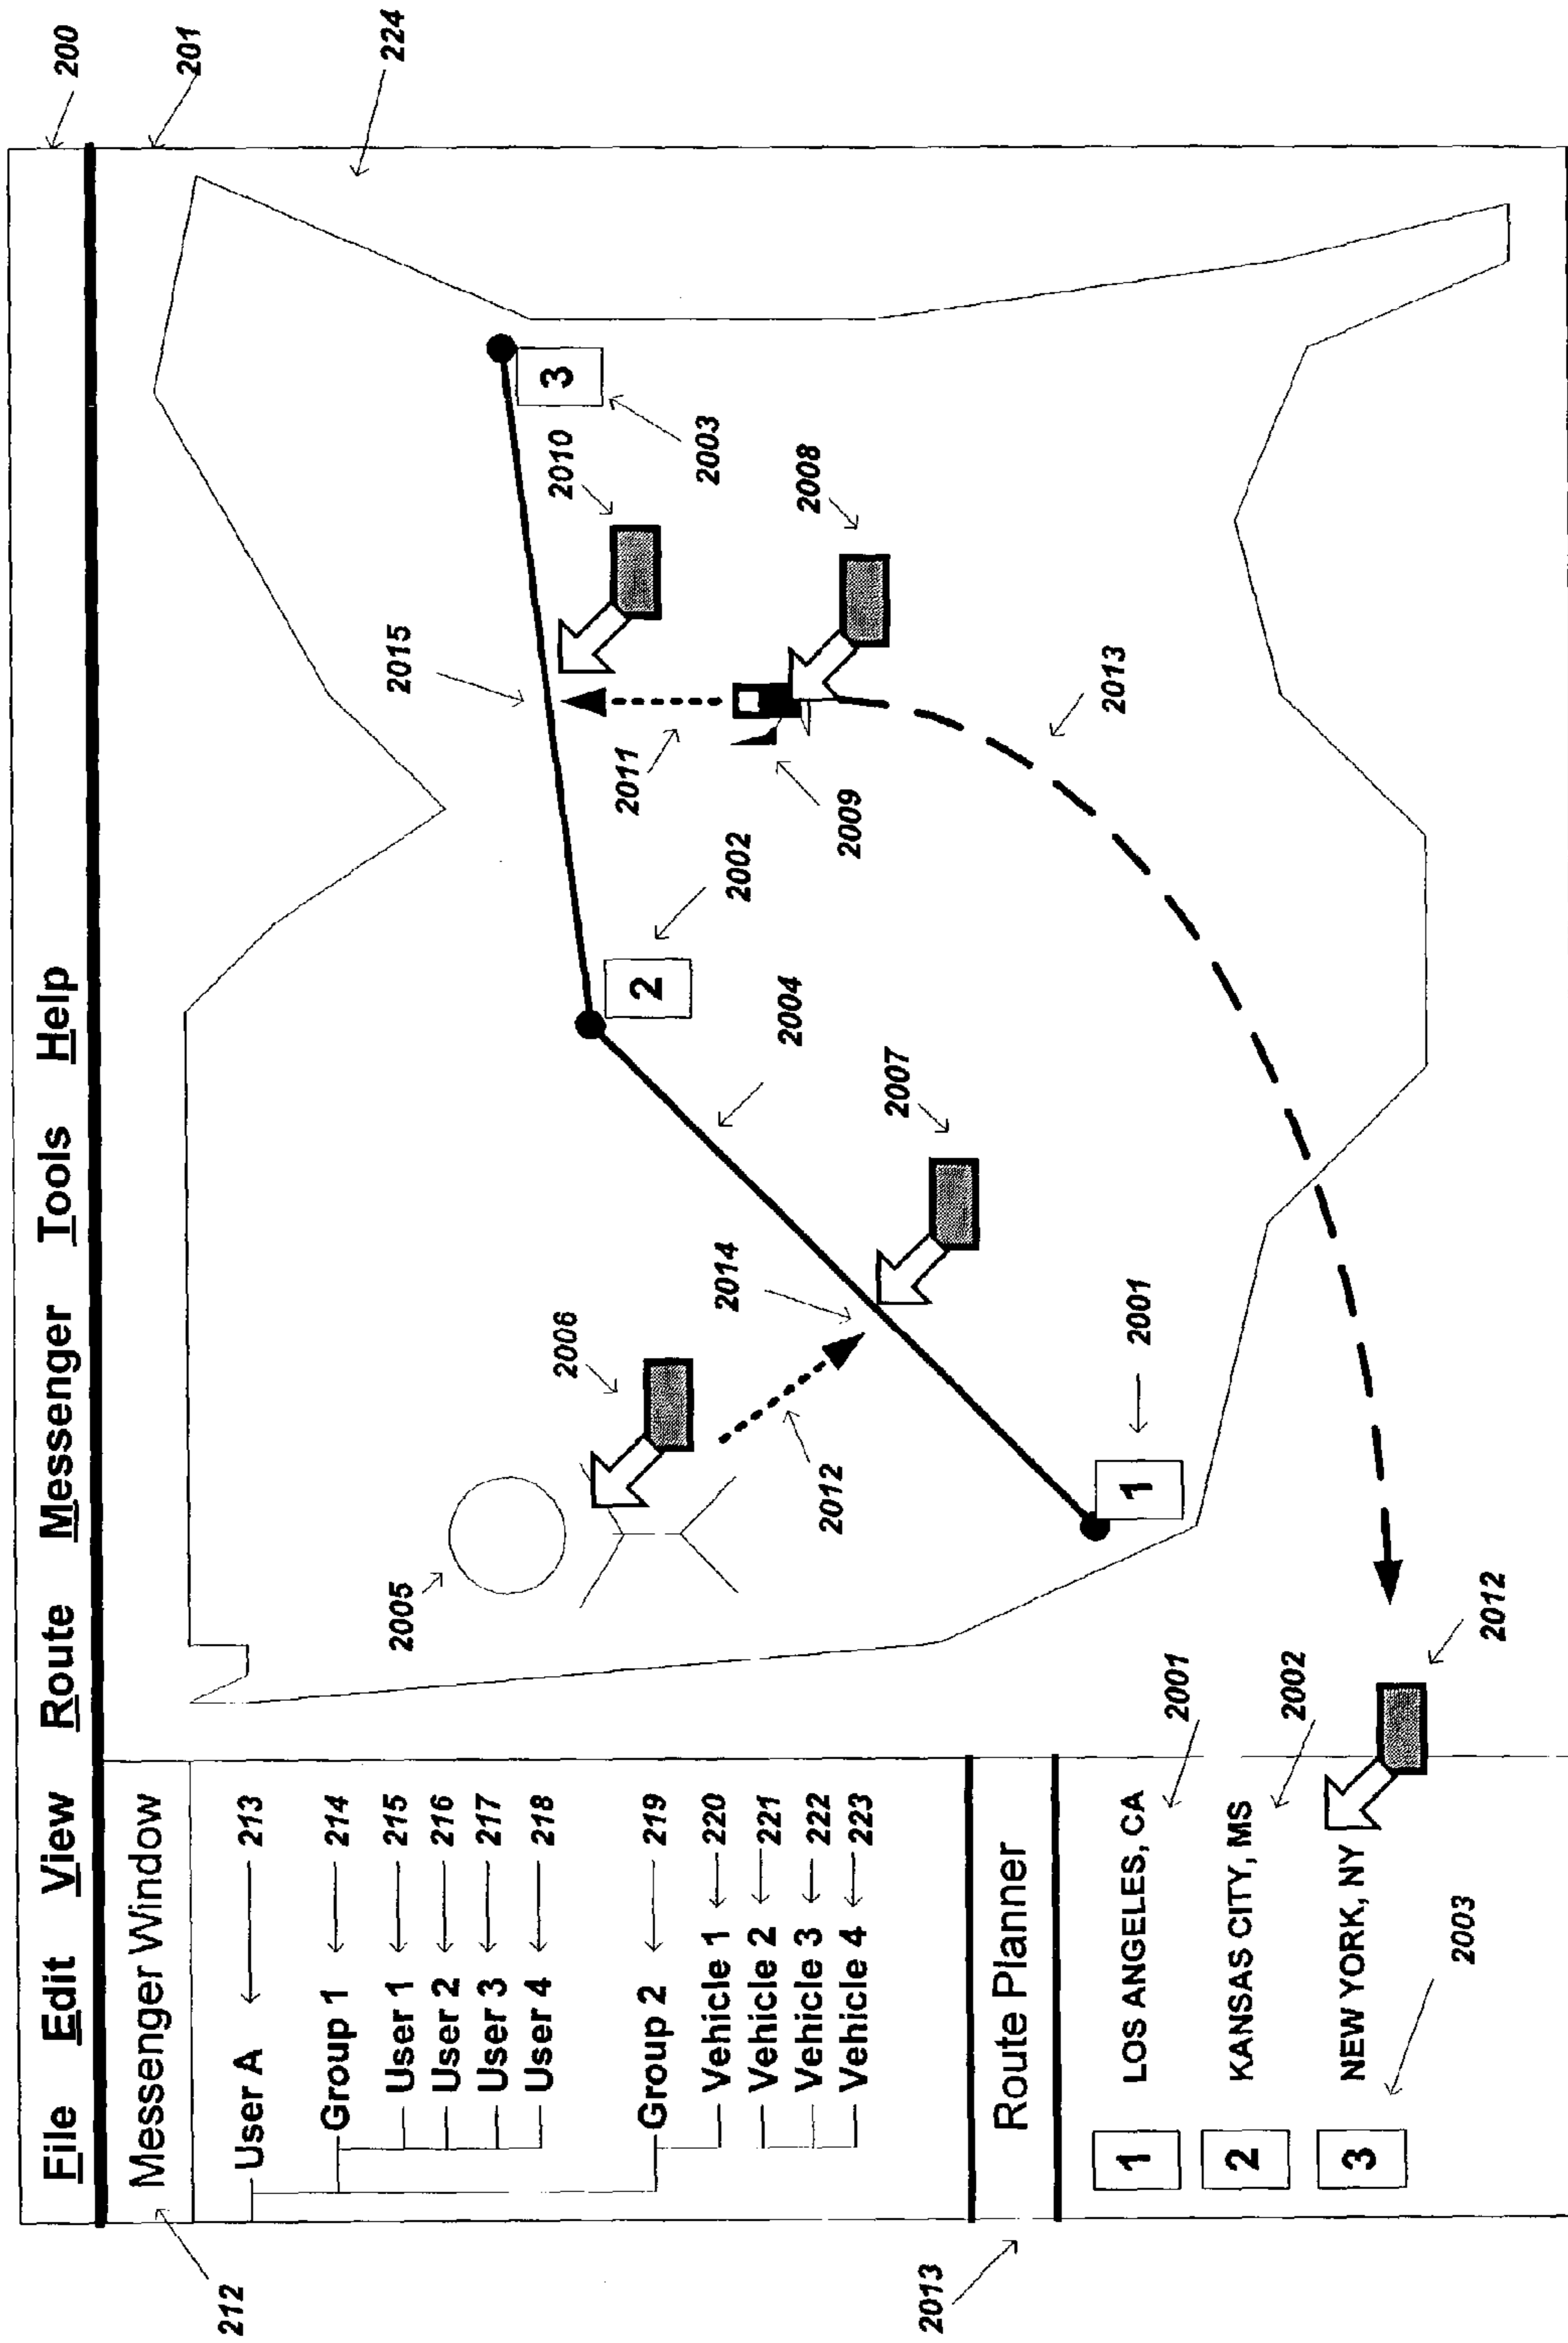 File Edit View Route Messenger Tools Help
200
201
224
212
Messenger Window
User A 213
Group 1 214
User 1 215
User 2 216
User 3 217
User 4 218
Group 2 219
Vehicle 1 220
Vehicle 2 221
Vehicle 3 222
Vehicle 4 223
2013
Route Planner
1 LOS ANGELES, CA 2001
2 KANSAS CITY, MS 2002
3 NEW YORK, NY
2003
2012
2005
2006
2012
2014
2007
1 2001
2004
2 2002
2015
2011
2009
2010
3
2003
2008
2013